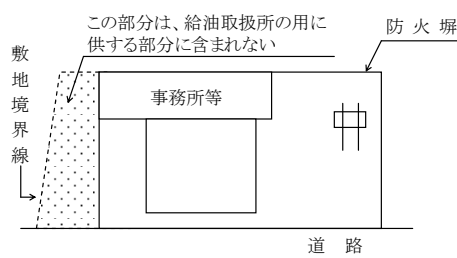 この部分は、給油取扱所の用に
供する部分に含まれない
防火塀
敷地境界線
事務所等
道路